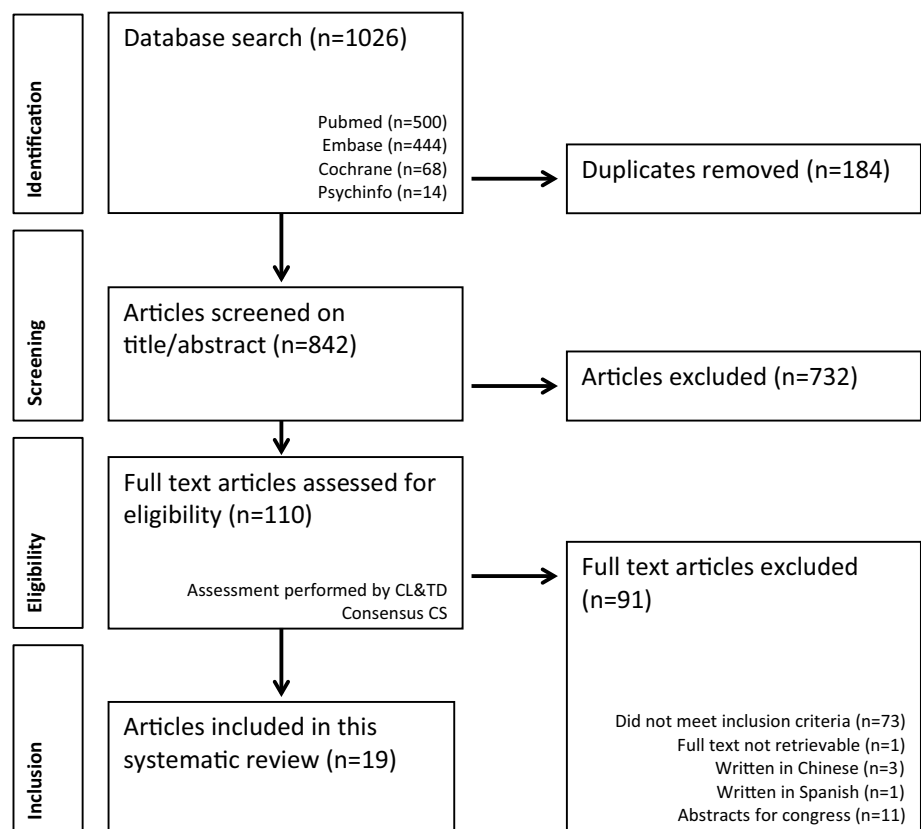 Identification
Database search (n=1026)
Pubmed (n=500)
Embase (n=444)
Cochrane (n=68)
Psychinfo (n=14)
Duplicates removed (n=184)
Screening
Articles screened on
title/abstract (n=842)
Articles excluded (n=732)
Eligibility
Full text articles assessed for
eligibility (n=110)
Assessment performed by CL&TD
Consensus CS
Full text articles excluded
(n=91)
Did not meet inclusion criteria (n=73)
Full text not retrievable (n=1)
Written in Chinese (n=3)
Written in Spanish (n=1)
Abstracts for congress (n=11)
Inclusion
Articles included in this
systematic review (n=19)